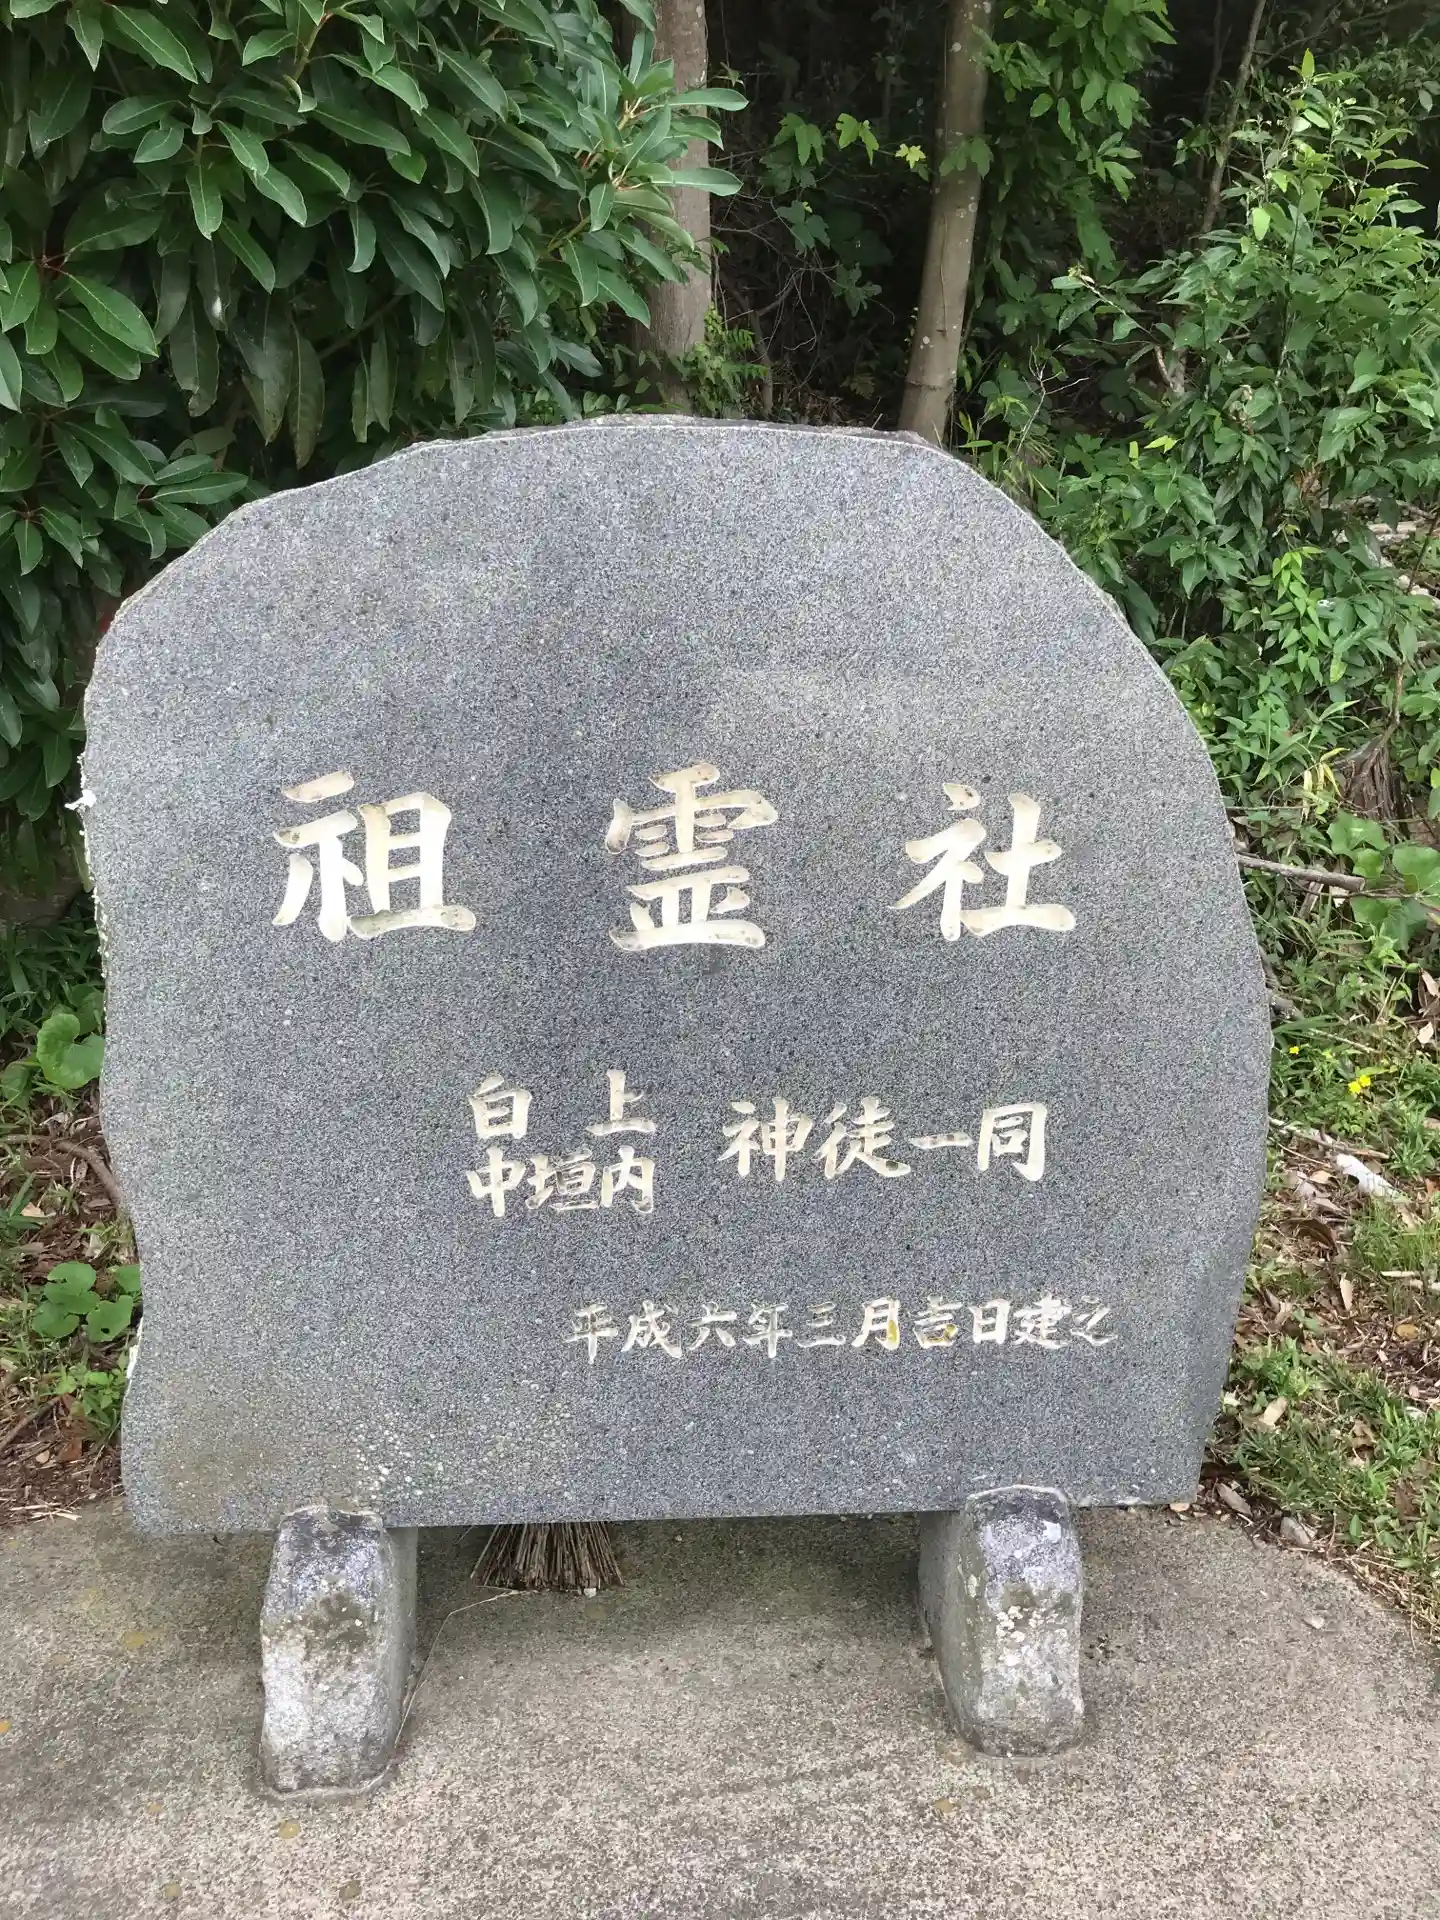 祖霊社
白上
中垣内
神徒一同
平成六年三月吉日建之